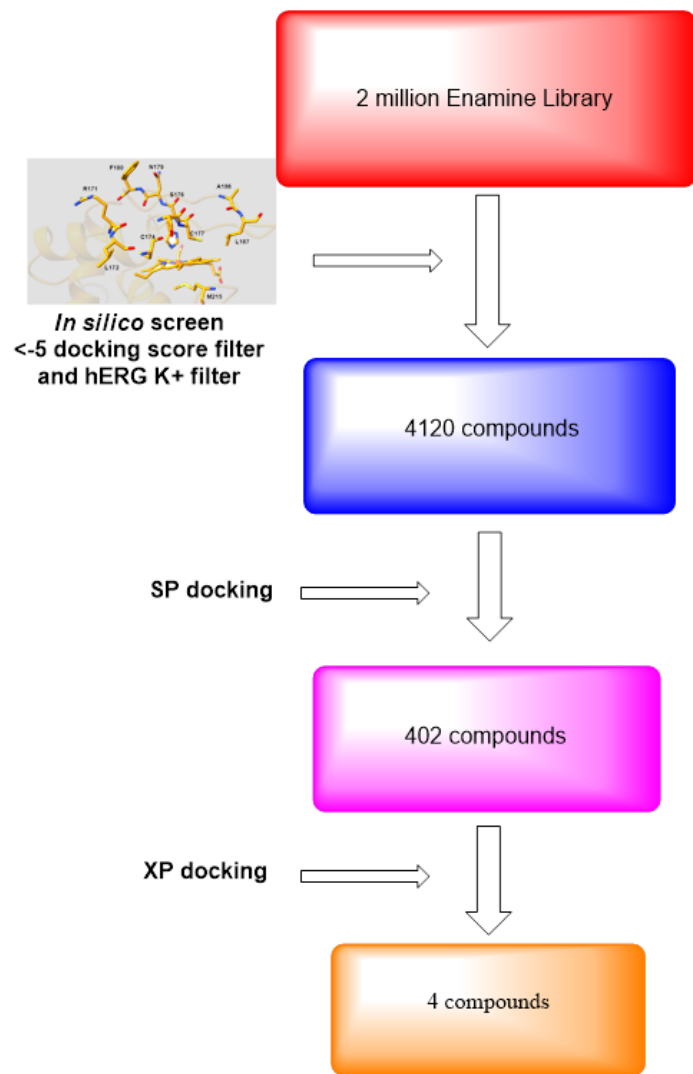 2 million Enamine Library
F180
N179
R171
S178
A186
C174
C177
L187
L172
M215
In silico screen
<-5 docking score filter
and hERG K+ filter
4120 compounds
SP docking
402 compounds
XP docking
4 compounds